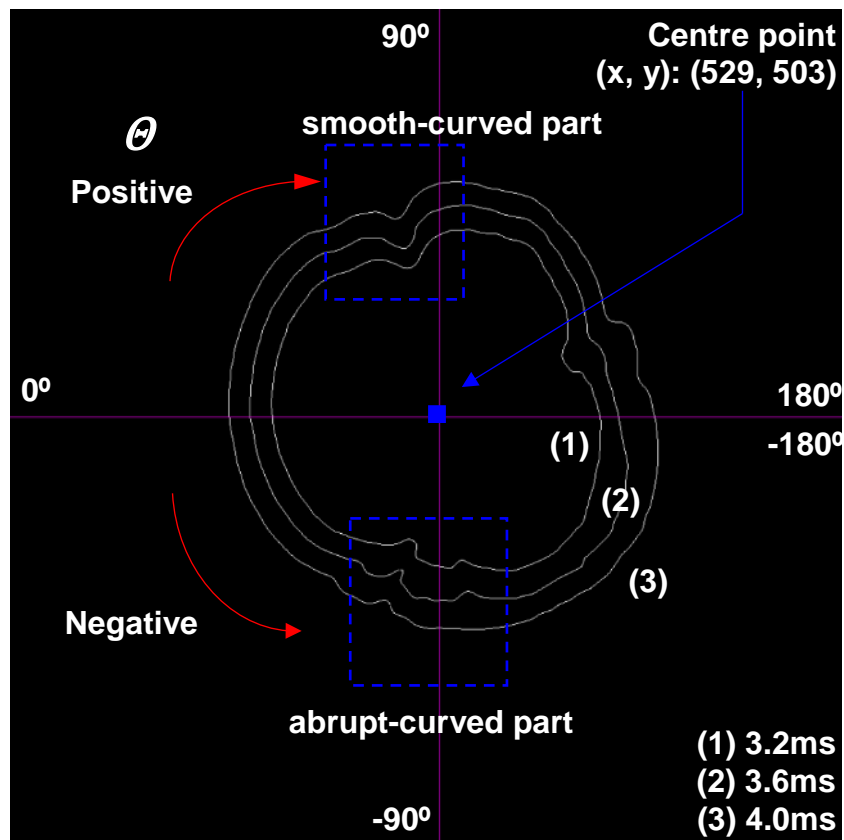 90º
Centre point
(x, y): (529, 503)
smooth-curved part
Θ
Positive
0º
180º
-180º
(1)
(2)
(3)
Negative
abrupt-curved part
(1) 3.2ms
(2) 3.6ms
(3) 4.0ms
-90º